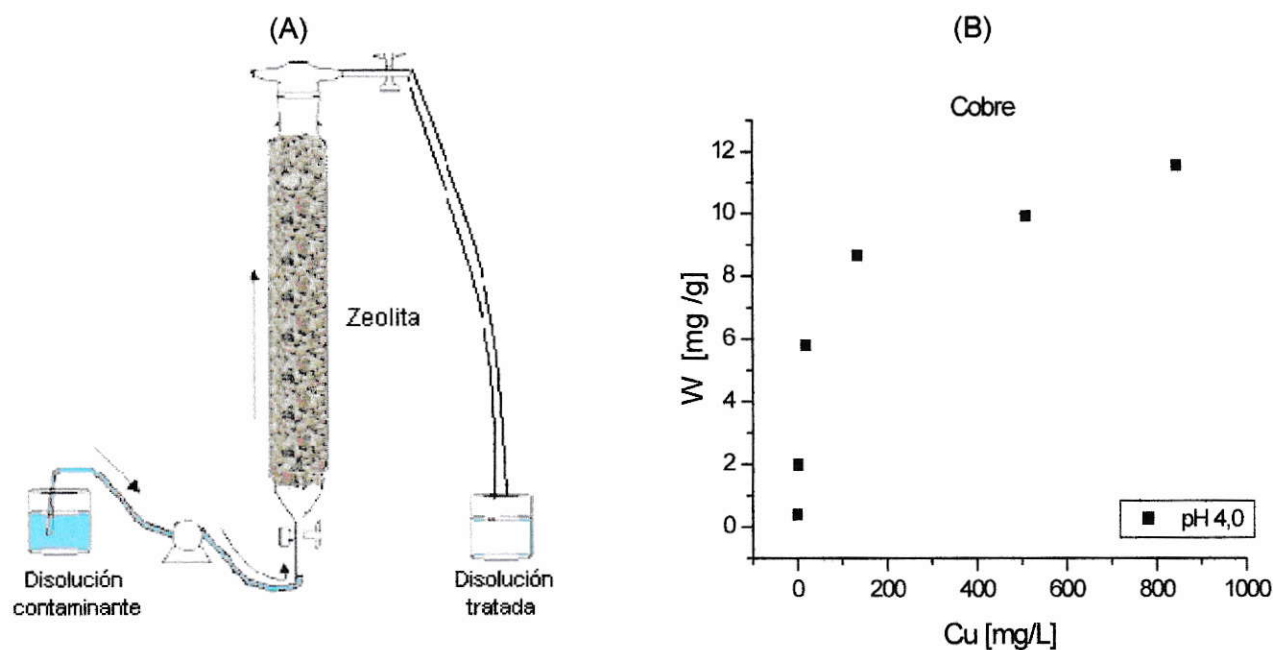 (A)
Zeolita
Disolución
contaminante
Disolución
tratada
(B)
Cobre
W [mg /g]
12
10
8
6
4
2
0
pH 4,0
0 200 400 600 800 1000
Cu [mg/L]